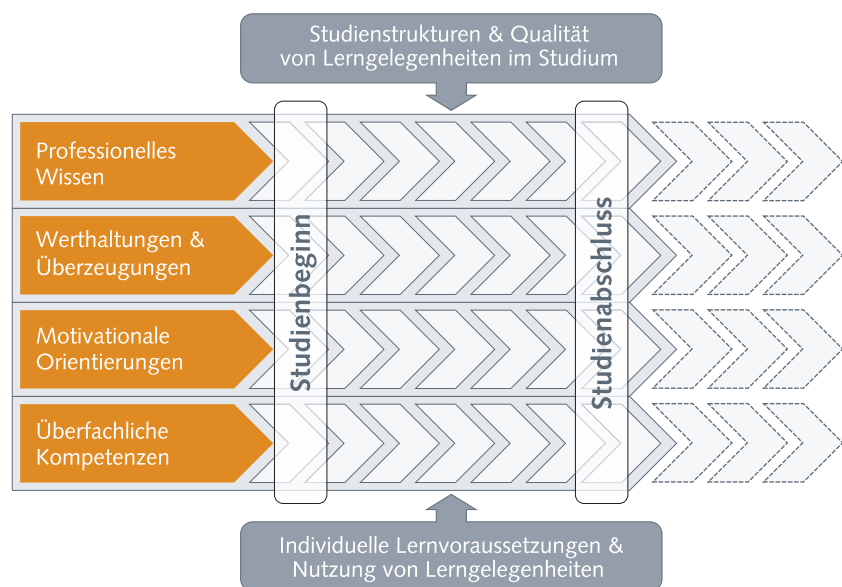 Studienstrukturen & Qualität
von Lerngelegenheiten im Studium
Professionelles
Wissen
Werthaltungen &
Überzeugungen
Motivationale
Orientierungen
Überfachliche
Kompetenzen
Studienbeginn
Studienabschluss
Individuelle Lernvoraussetzungen &
Nutzung von Lerngelegenheiten